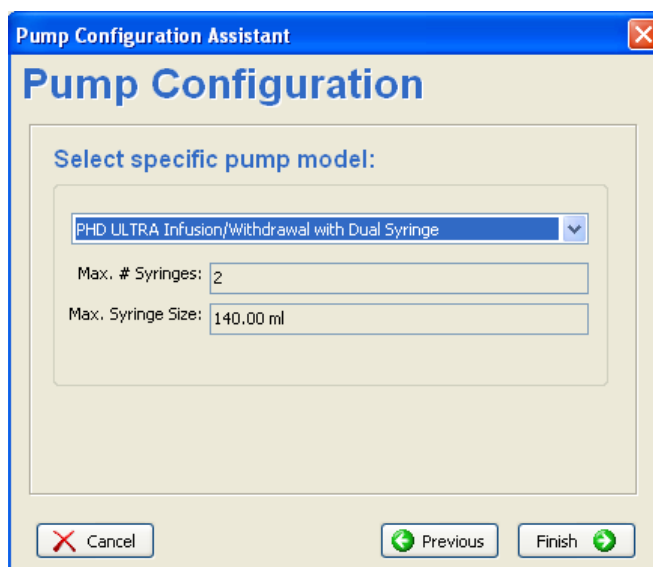 Pump Configuration Assistant
Pump Configuration
Select specific pump model:
PHD ULTRA Infusion/Withdrawal with Dual Syringe
Max. # Syringes: 2
Max. Syringe Size: 140.00 ml
Cancel Previous Finish